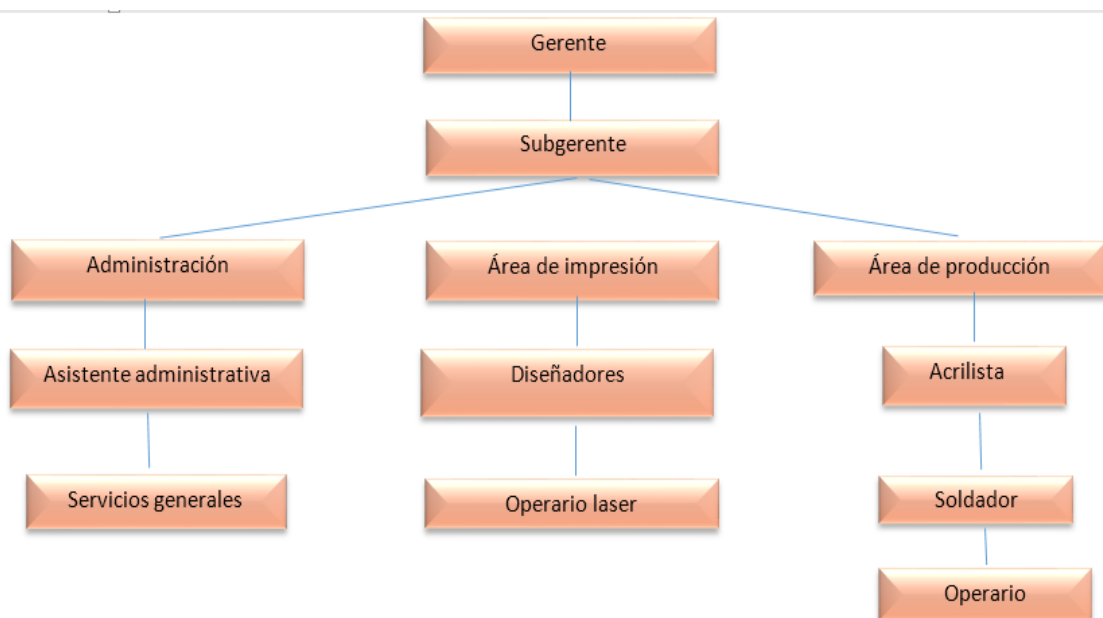 Gerente
Subgerente
Administración
Área de impresión
Área de producción
Asistente administrativa
Diseñadores
Acrilista
Servicios generales
Operario laser
Soldador
Operario